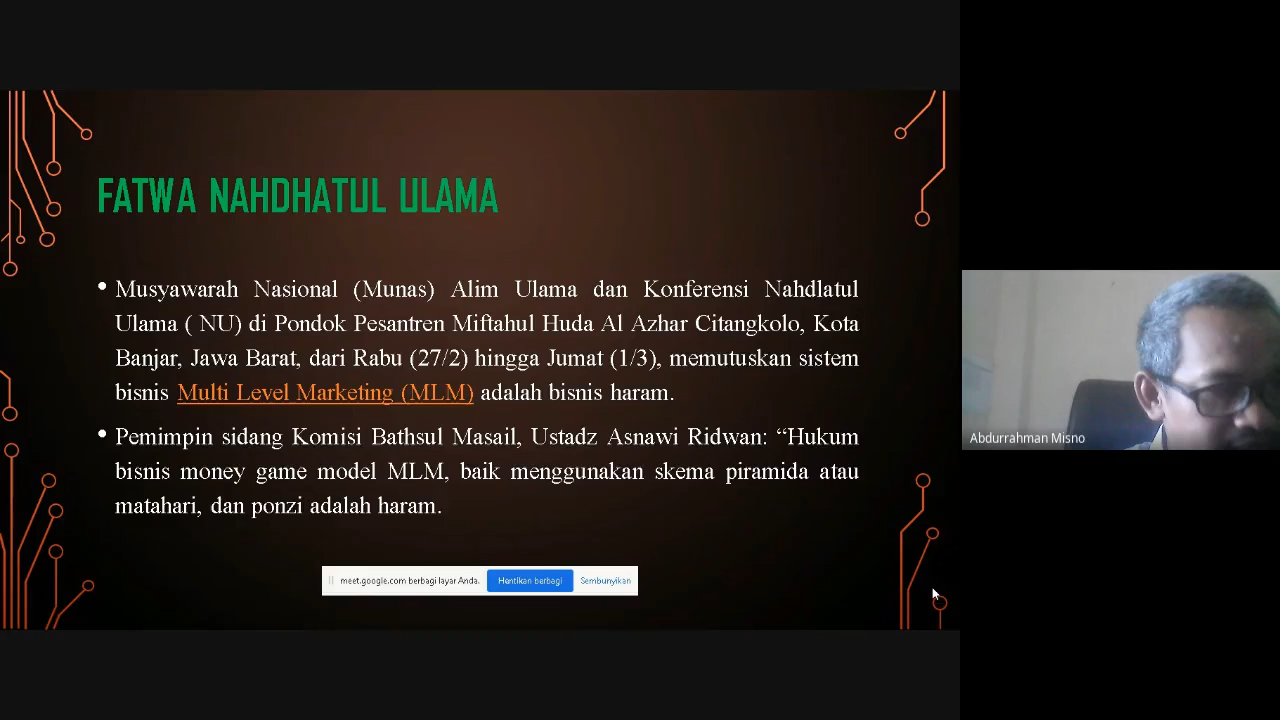 FATWA NAHDHATUL ULAMA
• Musyawarah Nasional (Munas) Alim Ulama dan Konferensi Nahdlatul
Ulama ( NU) di Pondok Pesantren Miftahul Huda Al Azhar Citangkolo, Kota
Banjar, Jawa Barat, dari Rabu (27/2) hingga Jumat (1/3), memutuskan sistem
bisnis Multi Level Marketing (MLM) adalah bisnis haram.
• Pemimpin sidang Komisi Bathsul Masail, Ustadz Asnawi Ridwan: “Hukum
bisnis money game model MLM, baik menggunakan skema piramida atau
matahari, dan ponzi adalah haram.
meet.google.com berbagi layar Anda. Hentikan berbagi Sembunyikan
Abdurrahman Misno